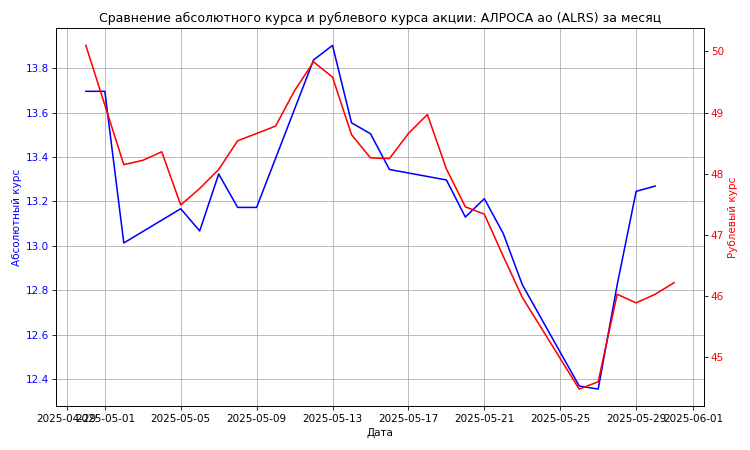 Сравнение абсолютного курса и рублевого курса акции: АЛРОСА ао (ALRS) за месяц
13.8
13.6
13.4
13.2
13.0
12.8
12.6
12.4
Абсолютный курс
50
49
48
47
46
45
Рублевый курс
2025-04-29 2025-05-01 2025-05-05 2025-05-09 2025-05-13 2025-05-17 2025-05-21 2025-05-25 2025-05-29 2025-06-01
Дата